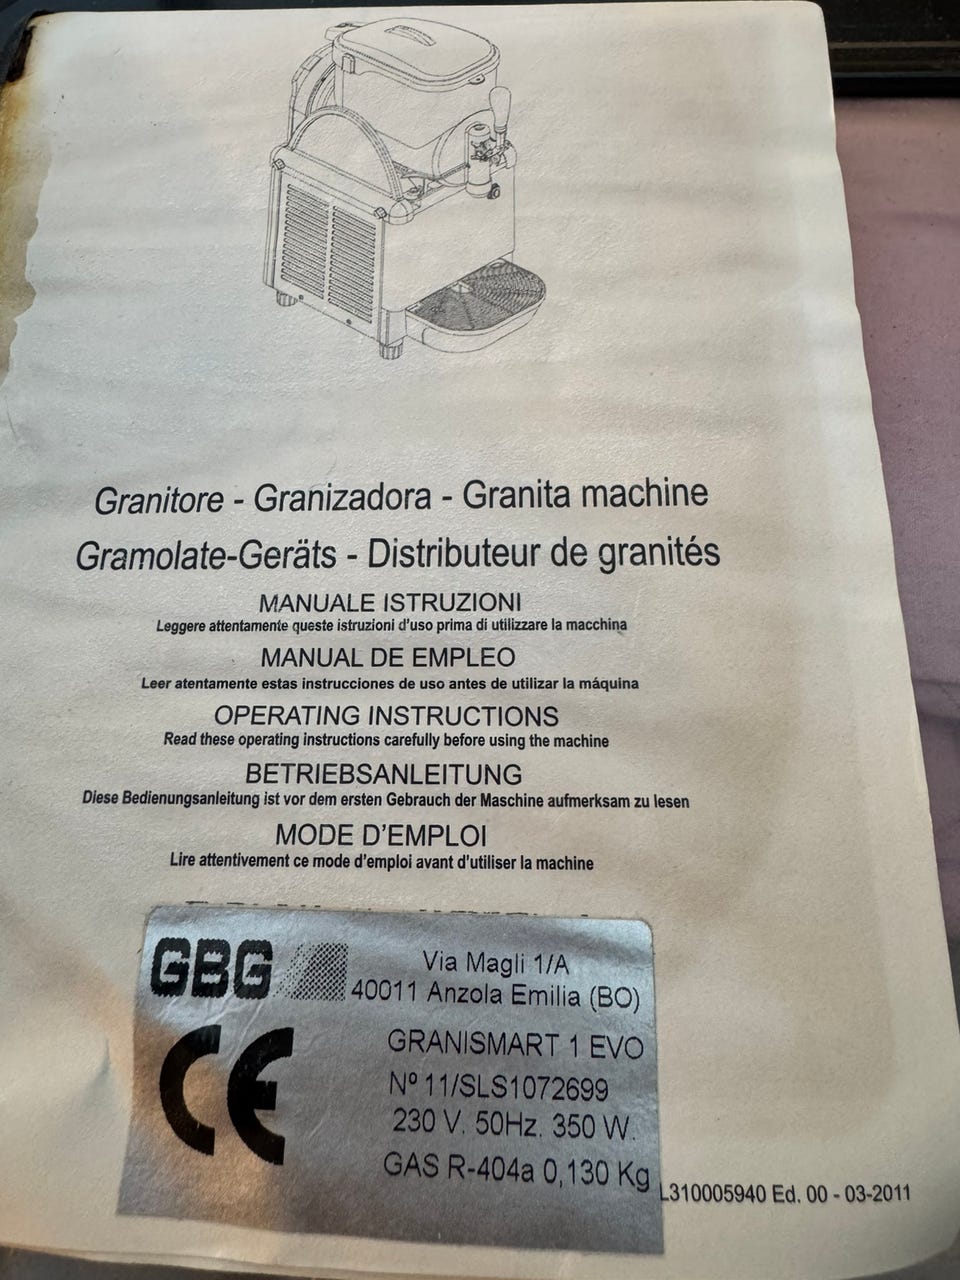 Granitore - Granizadora - Granita machine
Gramolate-Geräts - Distributeur de granités
MANUALE ISTRUZIONI
Leggere attentamente queste istruzioni d'uso prima di utilizzare la macchina
MANUAL DE EMPLEO
Leer atentamente estas instrucciones de uso antes de utilizar la máquina
OPERATING INSTRUCTIONS
Read these operating instructions carefully before using the machine
BETRIEBSANLEITUNG
Diese Bedienungsanleitung ist vor dem ersten Gebrauch der Maschine aufmerksam zu lesen
MODE D'EMPLOI
Lire attentivement ce mode d'emploi avant d'utiliser la machine
GBG
Via Magli 1/A
40011 Anzola Emilia (BO)
CE
GRANISMART 1 EVO
Nº 11/SLS1072699
230 V. 50Hz. 350 W.
GAS R-404a 0,130 Kg
L310005940 Ed. 00 - 03-2011